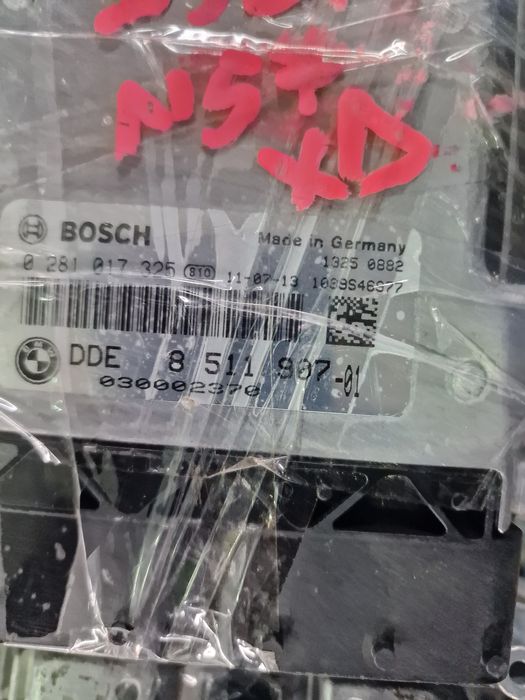 N57
XD
BOSCH
Made in Germany
0 281 017 325 810 11-07-13 1325 0882
1039S46977
DDE 8 511 907-01
030002370